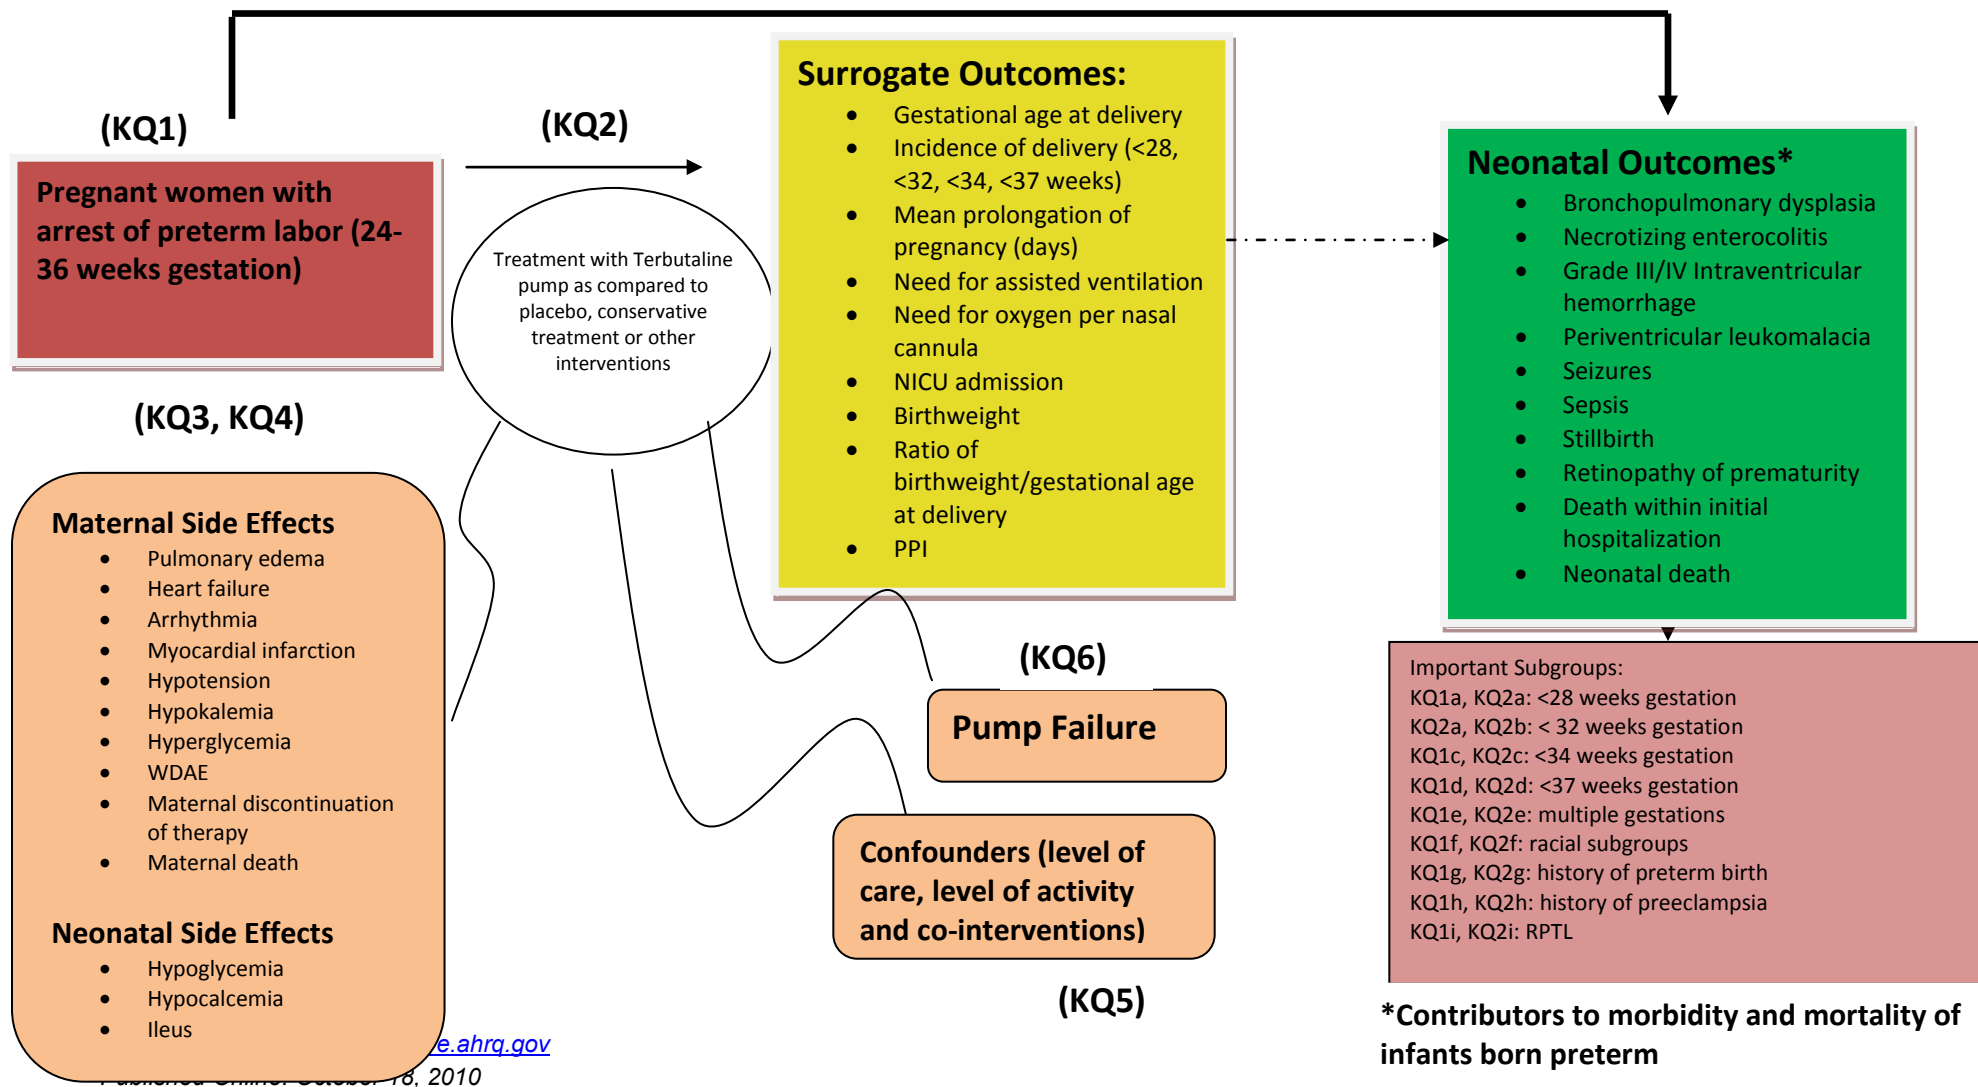 (KQ1)
Pregnant women with
arrest of preterm labor (24-
36 weeks gestation)
(KQ2)
Treatment with Terbutaline
pump as compared to
placebo, conservative
treatment or other
interventions
Surrogate Outcomes:
• Gestational age at delivery
• Incidence of delivery (<28,
<32, <34, <37 weeks)
• Mean prolongation of
pregnancy (days)
• Need for assisted ventilation
• Need for oxygen per nasal
cannula
• NICU admission
• Birthweight
• Ratio of
birthweight/gestational age
at delivery
• PPI
Neonatal Outcomes*
• Bronchopulmonary dysplasia
• Necrotizing enterocolitis
• Grade III/IV Intraventricular
hemorrhage
• Periventricular leukomalacia
• Seizures
• Sepsis
• Stillbirth
• Retinopathy of prematurity
• Death within initial
hospitalization
• Neonatal death
(KQ3, KQ4)
Maternal Side Effects
• Pulmonary edema
• Heart failure
• Arrhythmia
• Myocardial infarction
• Hypotension
• Hypokalemia
• Hyperglycemia
• WDAE
• Maternal discontinuation
of therapy
• Maternal death
Neonatal Side Effects
• Hypoglycemia
• Hypocalcemia
• Ileus
(KQ6)
Pump Failure
Confounders (level of
care, level of activity
and co-interventions)
(KQ5)
Important Subgroups:
KQ1a, KQ2a: <28 weeks gestation
KQ2a, KQ2b: < 32 weeks gestation
KQ1c, KQ2c: <34 weeks gestation
KQ1d, KQ2d: <37 weeks gestation
KQ1e, KQ2e: multiple gestations
KQ1f, KQ2f: racial subgroups
KQ1g, KQ2g: history of preterm birth
KQ1h, KQ2h: history of preeclampsia
KQ1i, KQ2i: RPTL
*Contributors to morbidity and mortality of
infants born preterm
e.ahrq.gov
Published Online: October 18, 2010